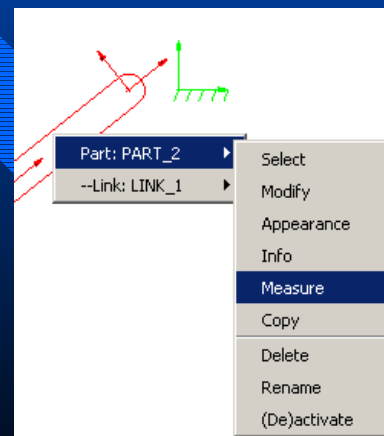 Part: PART_2
--Link: LINK_1
Select
Modify
Appearance
Info
Measure
Copy
Delete
Rename
(De)activate